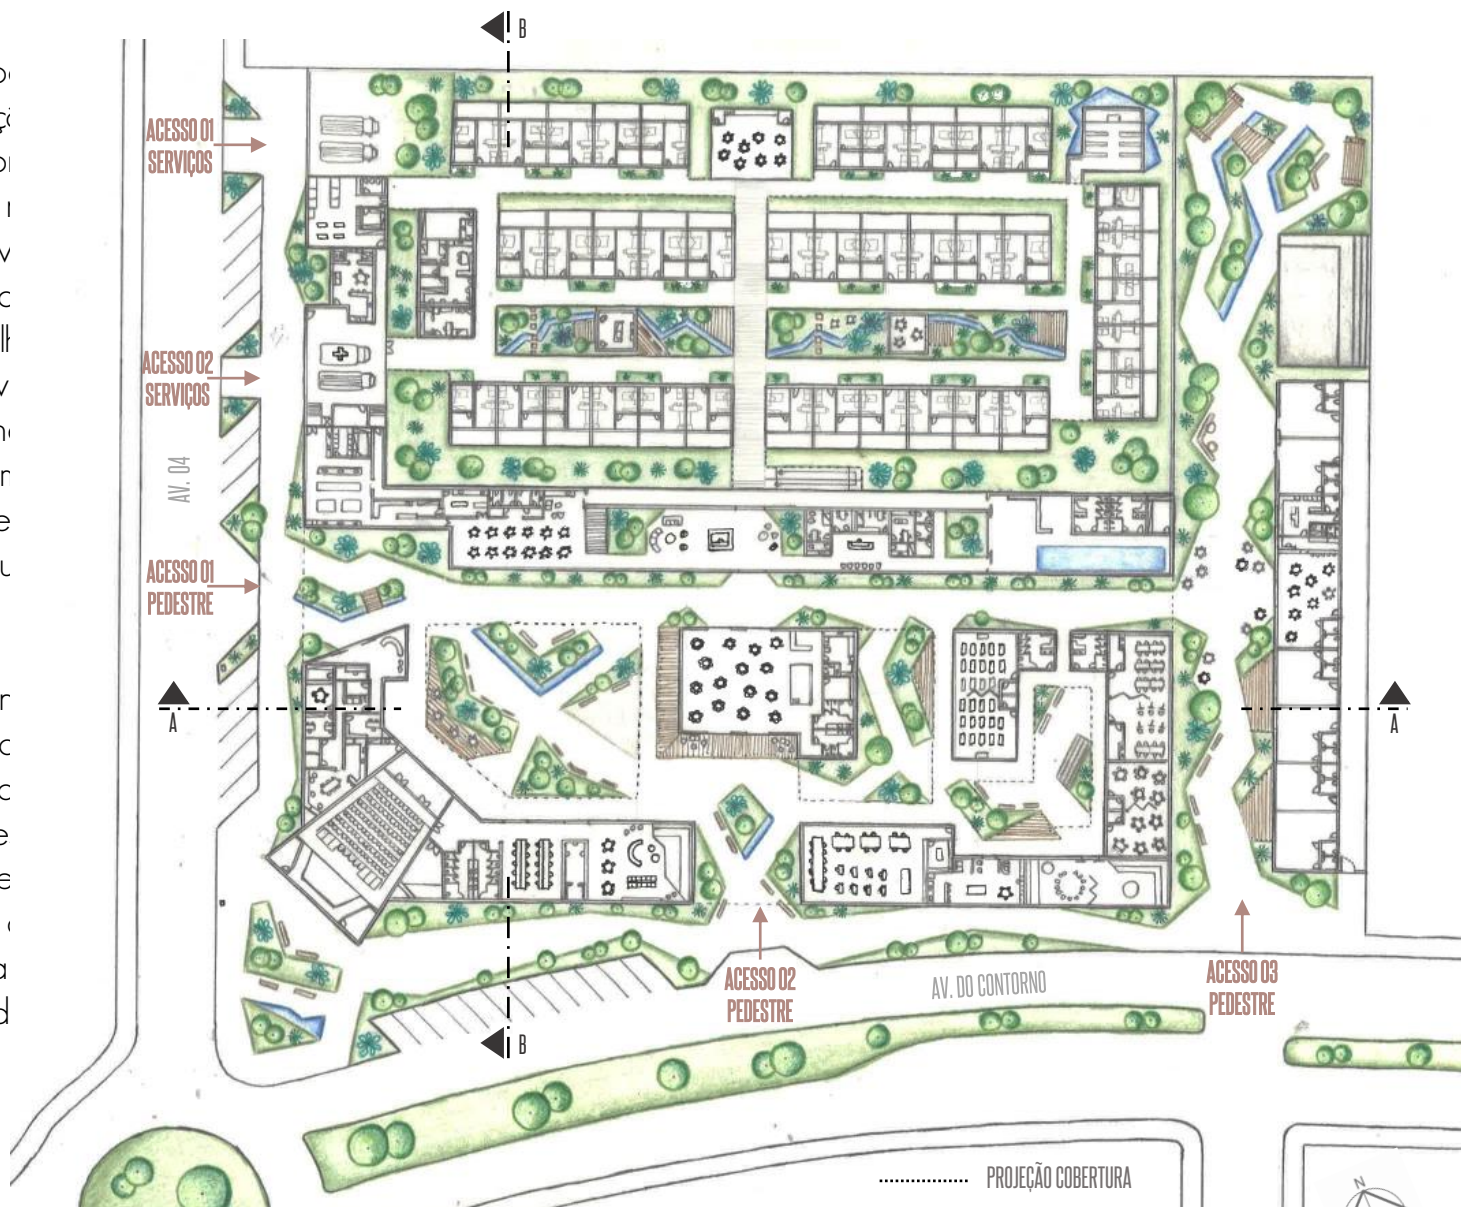 B
ACESSO 01
SERVIÇOS
ACESSO 02
SERVIÇOS
AV. 04
ACESSO 01
PEDESTRE
A
A
ACESSO 02
PEDESTRE
AV. DO CONTORNO
ACESSO 03
PEDESTRE
B
PROJEÇÃO COBERTURA
N